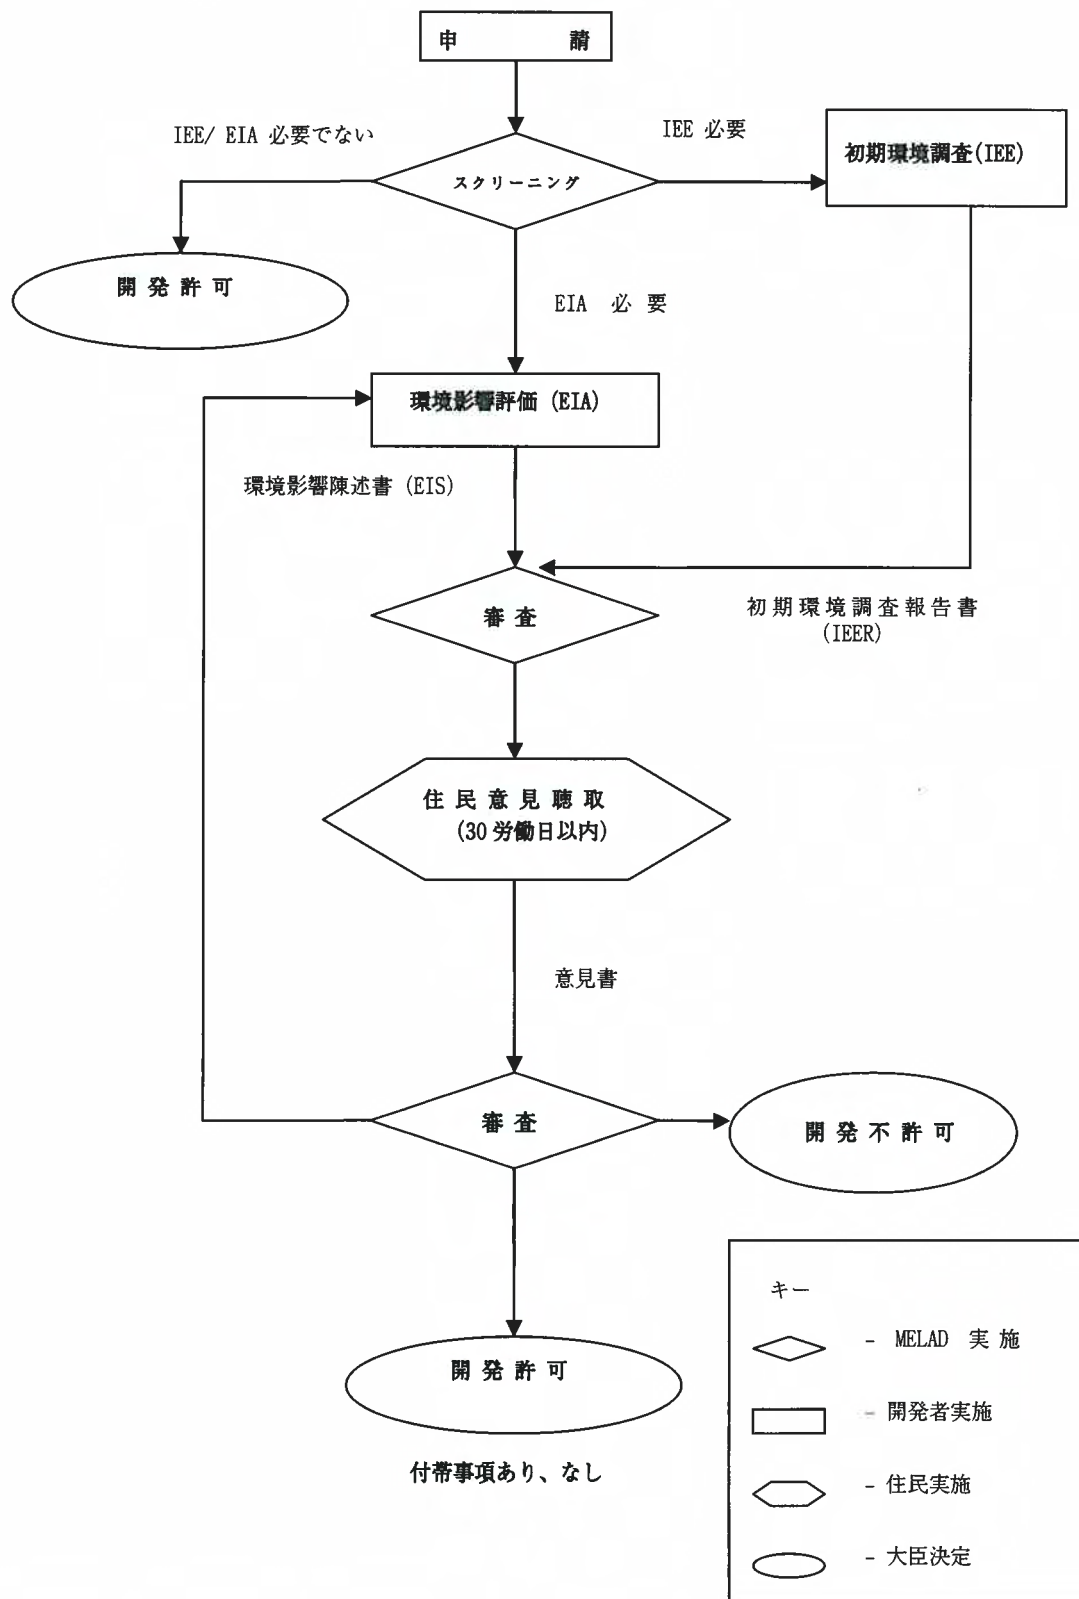 申 請
IEE/ EIA 必要でない
IEE 必要
初期環境調査(IEE)
スクリーニング
開 発 許 可
EIA 必 要
環境影響評価 (EIA)
環境影響陳述書 (EIS)
審 査
初期環境調査報告書
(IEER)
住 民 意 見 聴 取
(30 労働日以内)
意見書
審 査
開 発 不 許 可
キー
- MELAD 実 施
開 発 許 可
- 開発者実施
付帯事項あり、なし
- 住民実施
- 大臣決定